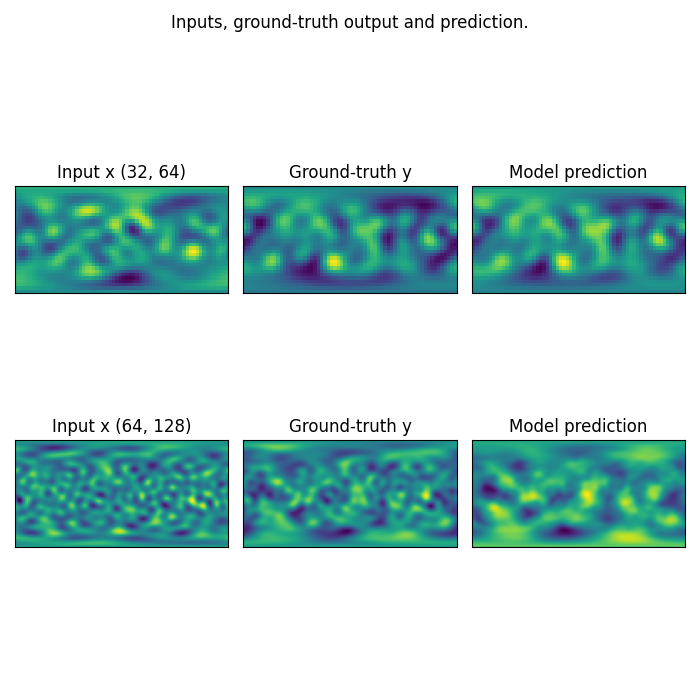 Inputs, ground-truth output and prediction.
Input x (32, 64)
Ground-truth y
Model prediction
Input x (64, 128)
Ground-truth y
Model prediction